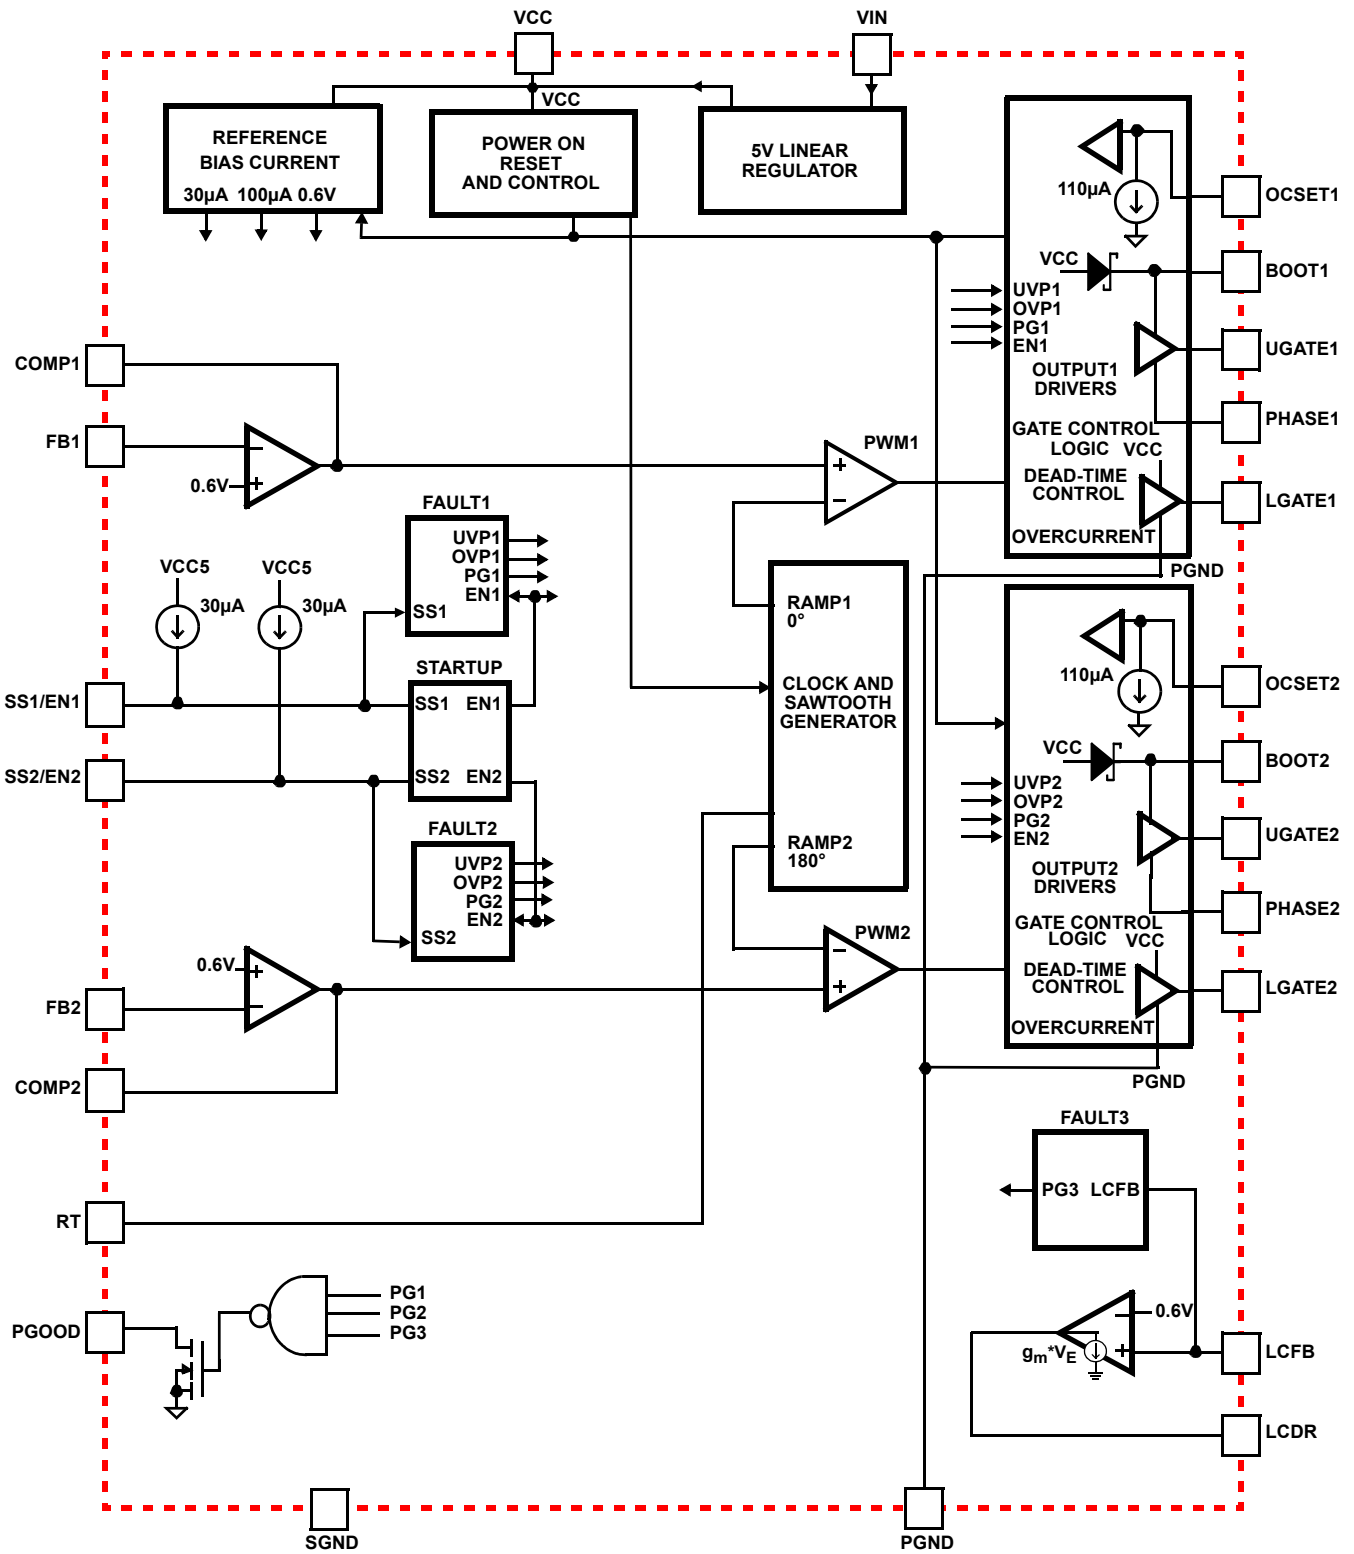 VCC
VIN
VCC
REFERENCE
BIAS CURRENT
30µA 100µA 0.6V
POWER ON
RESET
AND CONTROL
5V LINEAR
REGULATOR
110µA
OCSET1
VCC
BOOT1
UVP1
OVP1
PG1
EN1
UGATE1
OUTPUT1
DRIVERS
PHASE1
GATE CONTROL
LOGIC
VCC
DEAD-TIME
CONTROL
LGATE1
OVERCURRENT
PGND
COMP1
FB1
0.6V
PWM1
FAULT1
UVP1
OVP1
PG1
EN1
SS1
VCC5
VCC5
30µA
30µA
RAMP1
0°
STARTUP
SS1 EN1
SS2 EN2
SS1/EN1
SS2/EN2
CLOCK AND
SAWTOOTH
GENERATOR
RAMP2
180°
110µA
OCSET2
VCC
BOOT2
UVP2
OVP2
PG2
EN2
UGATE2
OUTPUT2
DRIVERS
PHASE2
GATE CONTROL
LOGIC
VCC
DEAD-TIME
CONTROL
LGATE2
OVERCURRENT
PGND
FAULT2
UVP2
OVP2
PG2
EN2
SS2
PWM2
0.6V
FB2
COMP2
FAULT3
PG3 LCFB
RT
PG1
PG2
PG3
PGOOD
0.6V
gm*VE
LCFB
LCDR
SGND
PGND